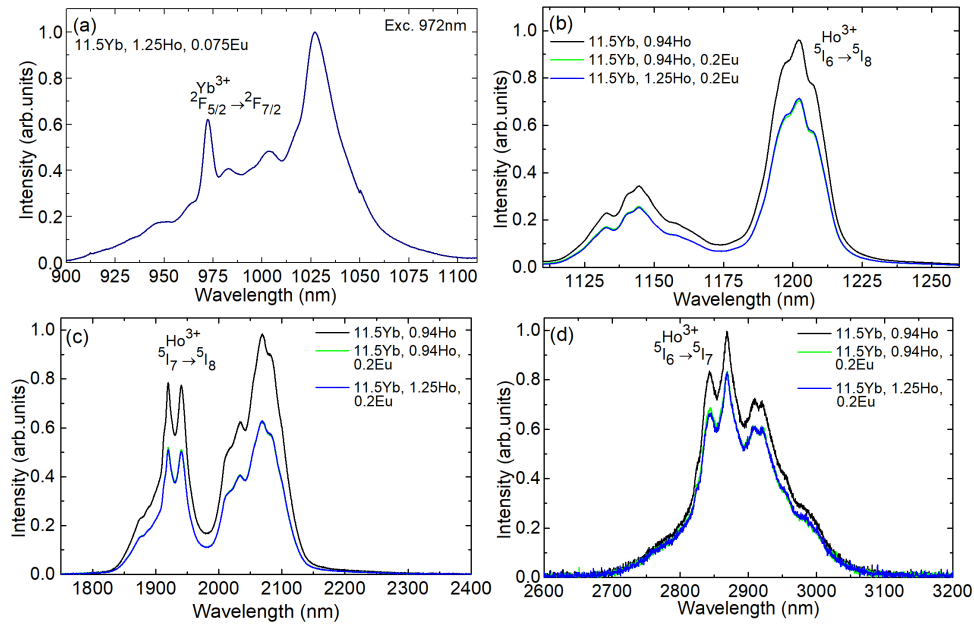 (a)
Exc. 972nm
11.5Yb, 1.25Ho, 0.075Eu
Yb³⁺
²F₅/₂→²F₇/₂
Intensity (arb.units)
1.0
0.8
0.6
0.4
0.2
0.0
900 925 950 975 1000 1025 1050 1075 1100
Wavelength (nm)
(b)
11.5Yb, 0.94Ho
11.5Yb, 0.94Ho, 0.2Eu
11.5Yb, 1.25Ho, 0.2Eu
Ho³⁺
⁵I₆→⁵I₈
Intensity (arb.units)
1.0
0.8
0.6
0.4
0.2
0.0
1125 1150 1175 1200 1225 1250
Wavelength (nm)
(c)
Ho³⁺
⁵I₇→⁵I₈
11.5Yb, 0.94Ho
11.5Yb, 0.94Ho,
0.2Eu
11.5Yb, 1.25Ho,
0.2Eu
Intensity (arb.units)
1.0
0.8
0.6
0.4
0.2
0.0
1800 1900 2000 2100 2200 2300 2400
Wavelength (nm)
(d)
Ho³⁺
⁵I₆→⁵I₇
11.5Yb, 0.94Ho
11.5Yb, 0.94Ho,
0.2Eu
11.5Yb, 1.25Ho,
0.2Eu
Intensity (arb.units)
1.0
0.8
0.6
0.4
0.2
0.0
2600 2700 2800 2900 3000 3100 3200
Wavelength (nm)